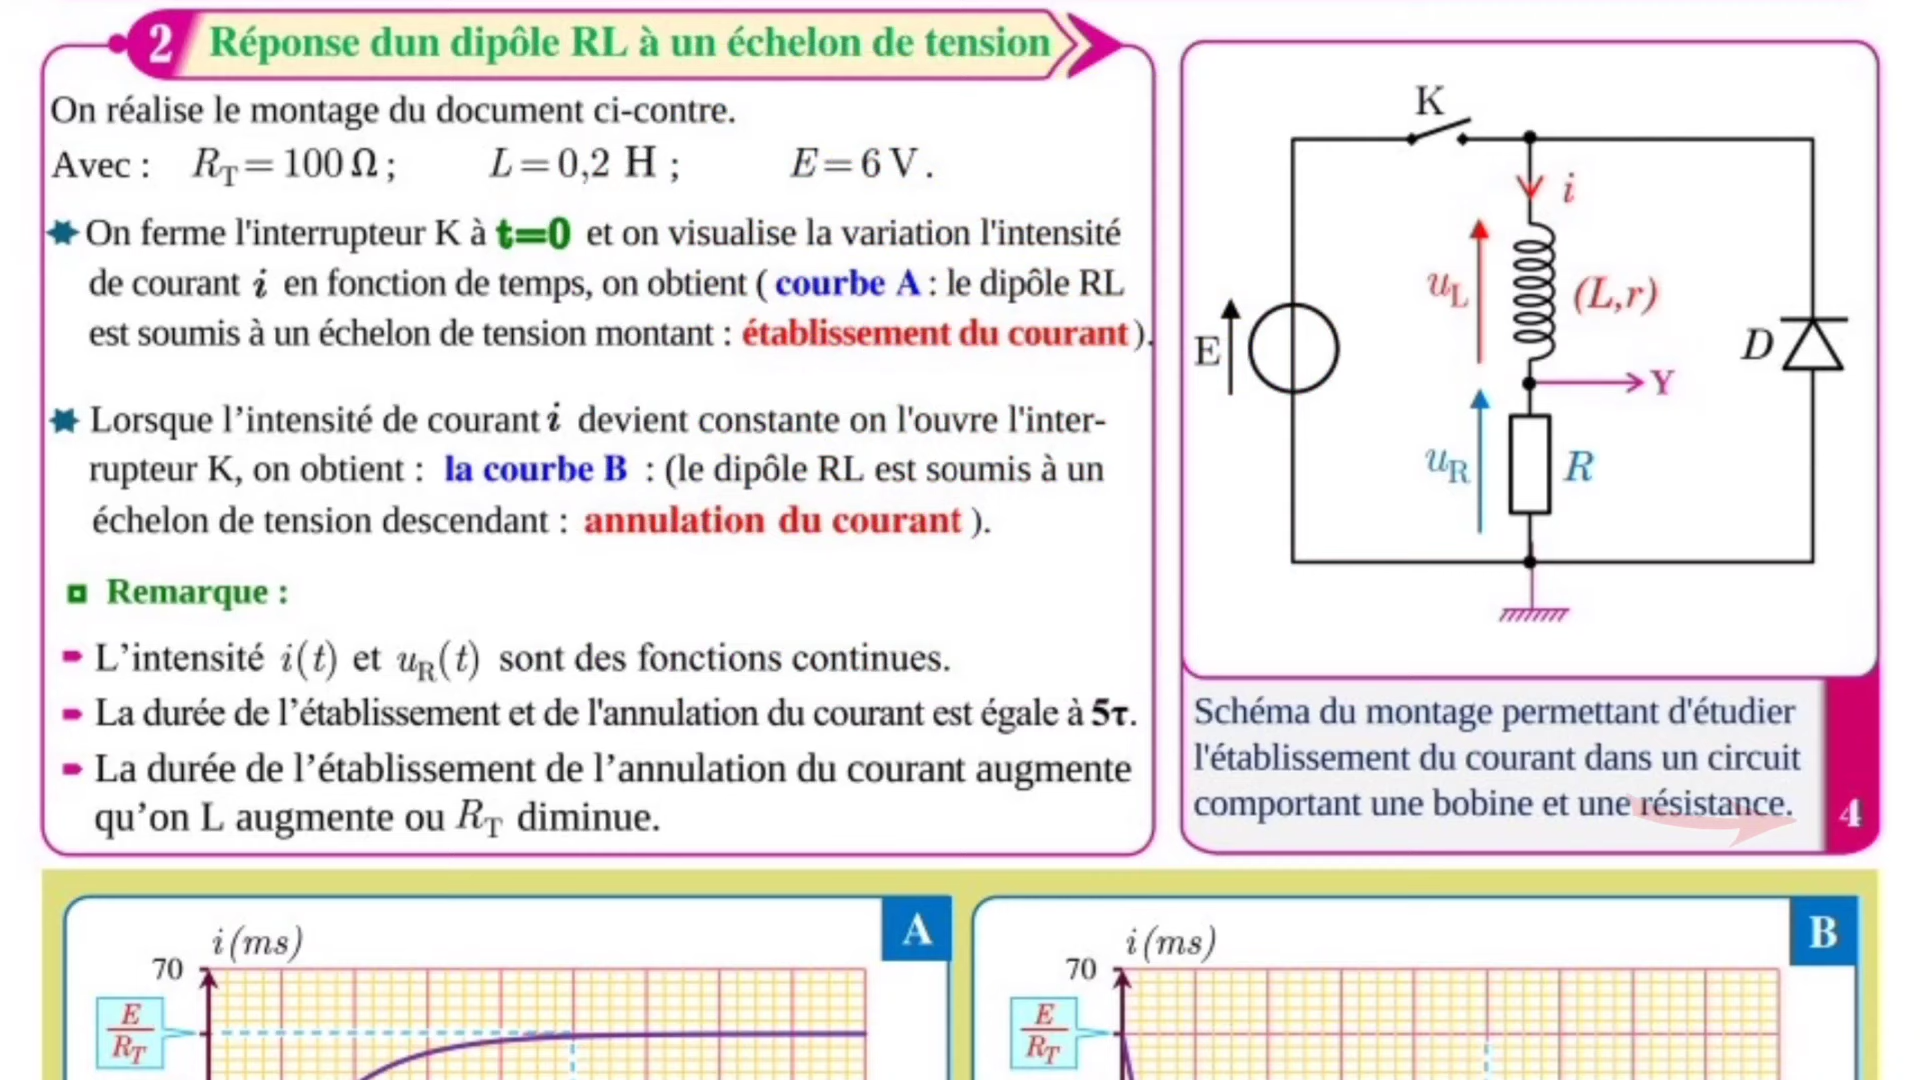 2 Réponse dun dipôle RL à un échelon de tension
On réalise le montage du document ci-contre.
Avec : R_T = 100 Ω ; L = 0,2 H ; E = 6 V .
On ferme l'interrupteur K à t=0 et on visualise la variation l'intensité
de courant i en fonction de temps, on obtient ( courbe A : le dipôle RL
est soumis à un échelon de tension montant : établissement du courant ).
Lorsque l’intensité de courant i devient constante on l'ouvre l'inter-
rupteur K, on obtient : la courbe B : (le dipôle RL est soumis à un
échelon de tension descendant : annulation du courant ).
Remarque :
L’intensité i(t) et u_R(t) sont des fonctions continues.
La durée de l’établissement et de l'annulation du courant est égale à 5τ.
La durée de l’établissement de l’annulation du courant augmente
qu’on L augmente ou R_T diminue.
K
i
u_L
(L,r)
E
D
Y
u_R
R
Schéma du montage permettant d'étudier
l'établissement du courant dans un circuit
comportant une bobine et une résistance.
4
A
i (ms)
70
E
R_T
B
i (ms)
70
E
R_T